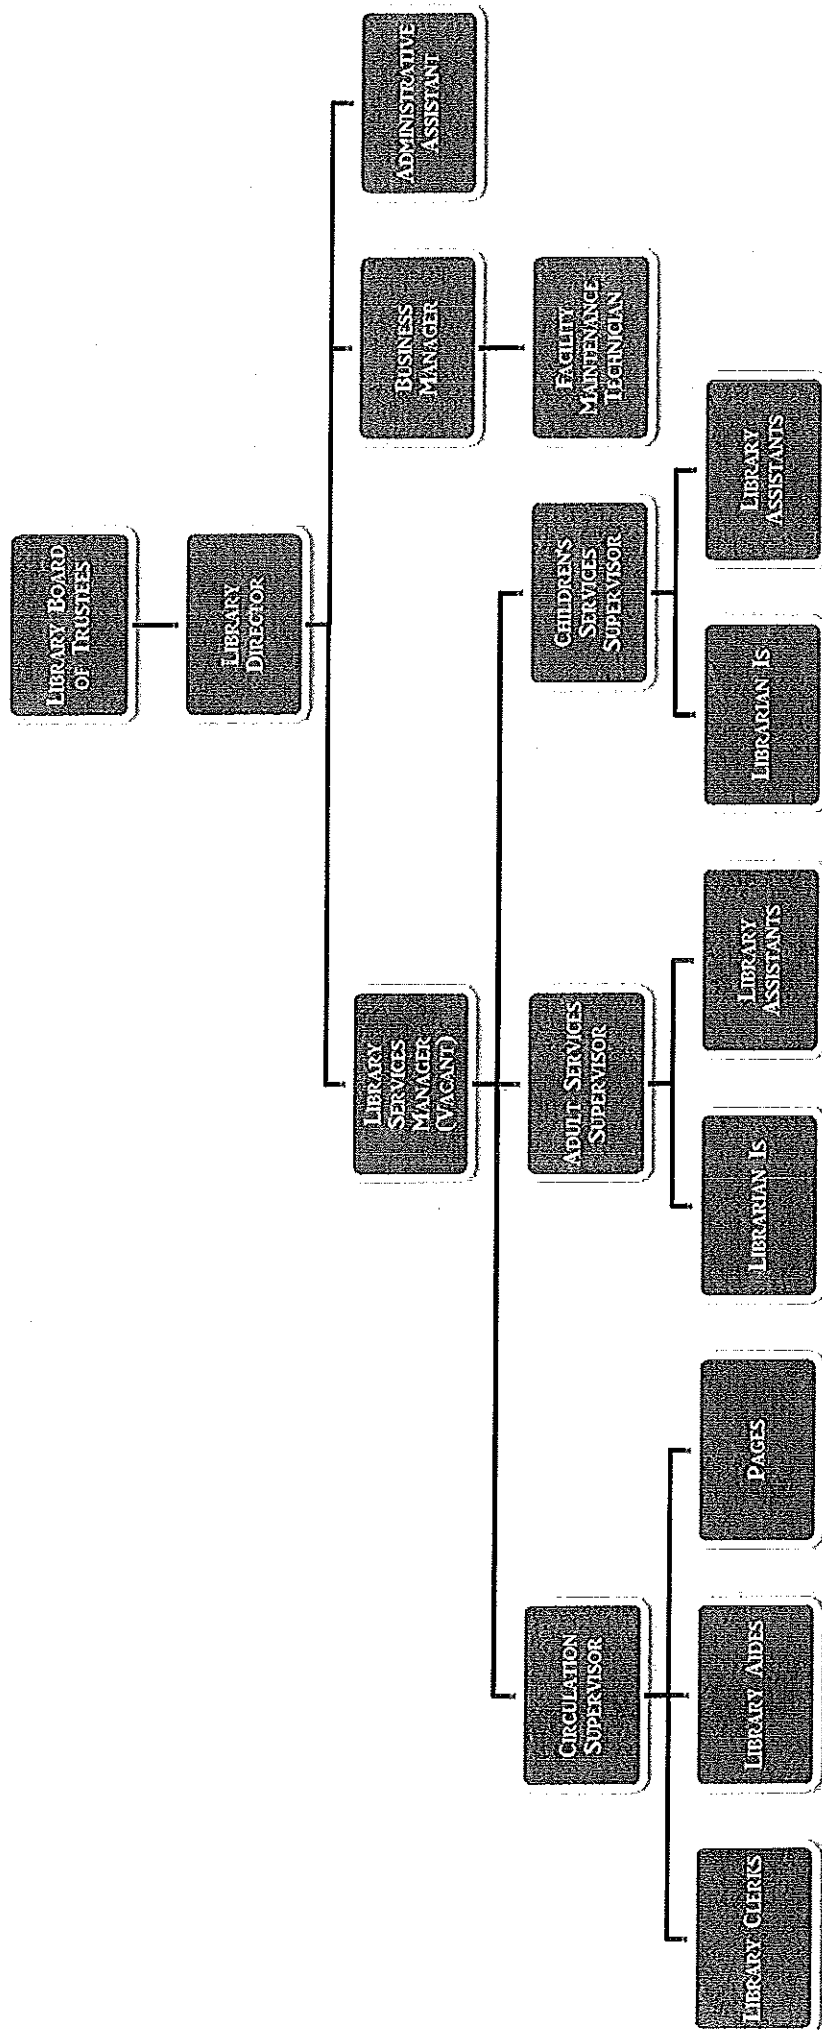 LIBRARY BOARD
OF TRUSTEES
LIBRARY
DIRECTOR
LIBRARY
SERVICES
MANAGER
(VACANT)
BUSINESS
MANAGER
ADMINISTRATIVE
ASSISTANT
CIRCULATION
SUPERVISOR
ADULT SERVICES
SUPERVISOR
CHILDREN'S
SERVICES
SUPERVISOR
FACILITY
MAINTENANCE
TECHNICIAN
LIBRARY CLERKS
LIBRARY AIDES
PAGES
LIBRARIAN IS
LIBRARY
ASSISTANTS
LIBRARIAN IS
LIBRARY
ASSISTANTS